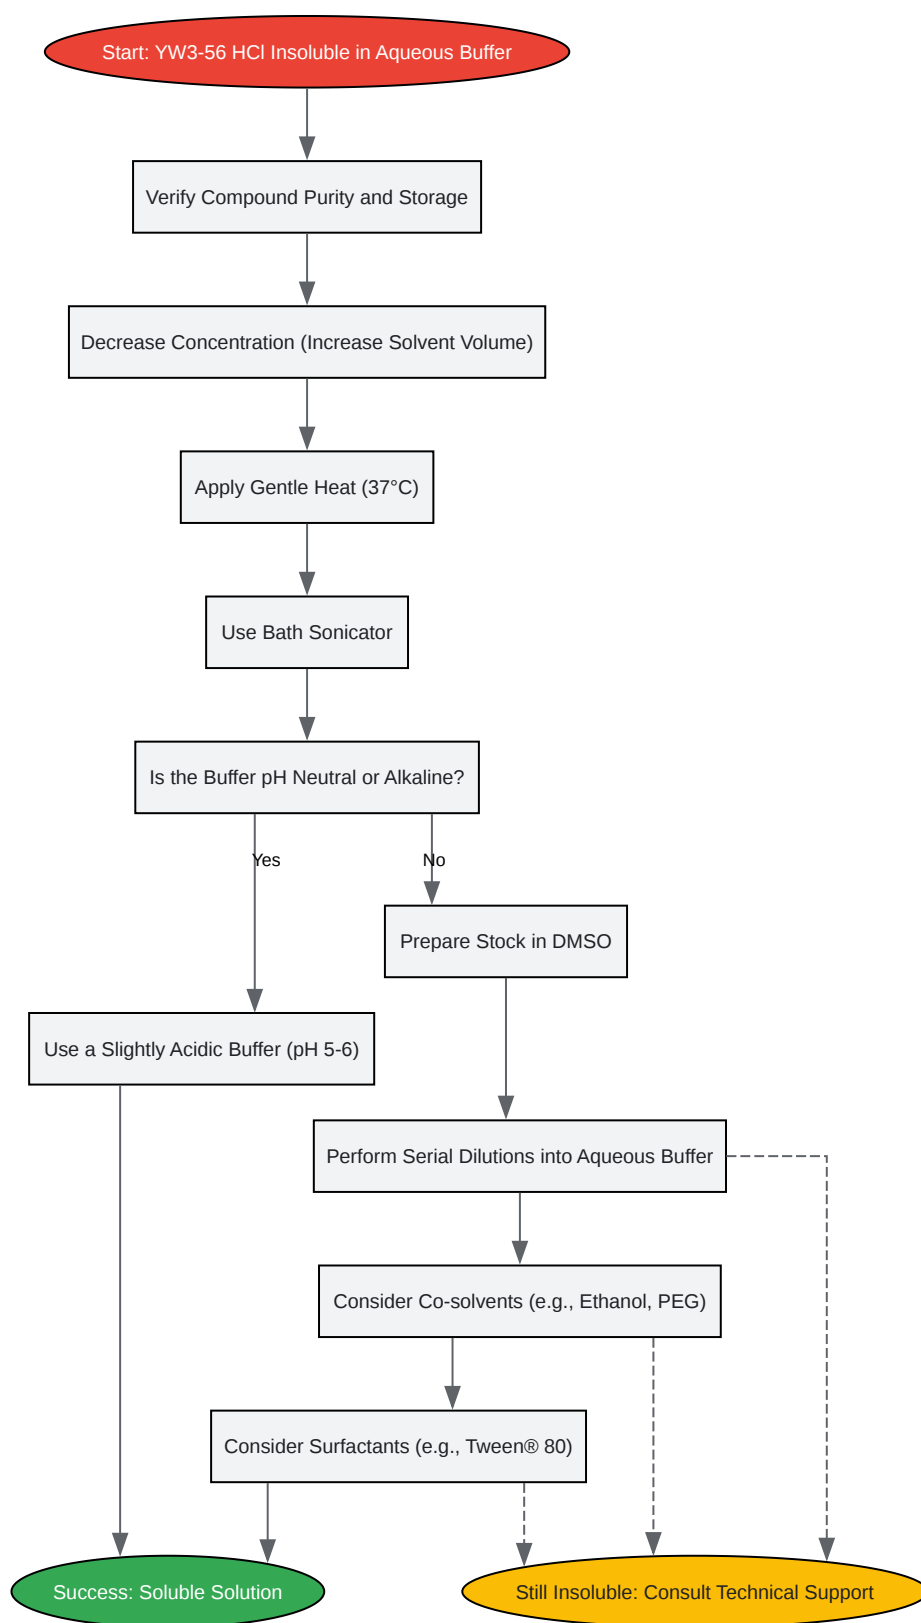 Start: YW3-56 HCl Insoluble in Aqueous Buffer
Verify Compound Purity and Storage
Decrease Concentration (Increase Solvent Volume)
Apply Gentle Heat (37°C)
Use Bath Sonicator
Is the Buffer pH Neutral or Alkaline?
Yes
No
Prepare Stock in DMSO
Use a Slightly Acidic Buffer (pH 5-6)
Perform Serial Dilutions into Aqueous Buffer
Consider Co-solvents (e.g., Ethanol, PEG)
Consider Surfactants (e.g., Tween® 80)
Success: Soluble Solution
Still Insoluble: Consult Technical Support